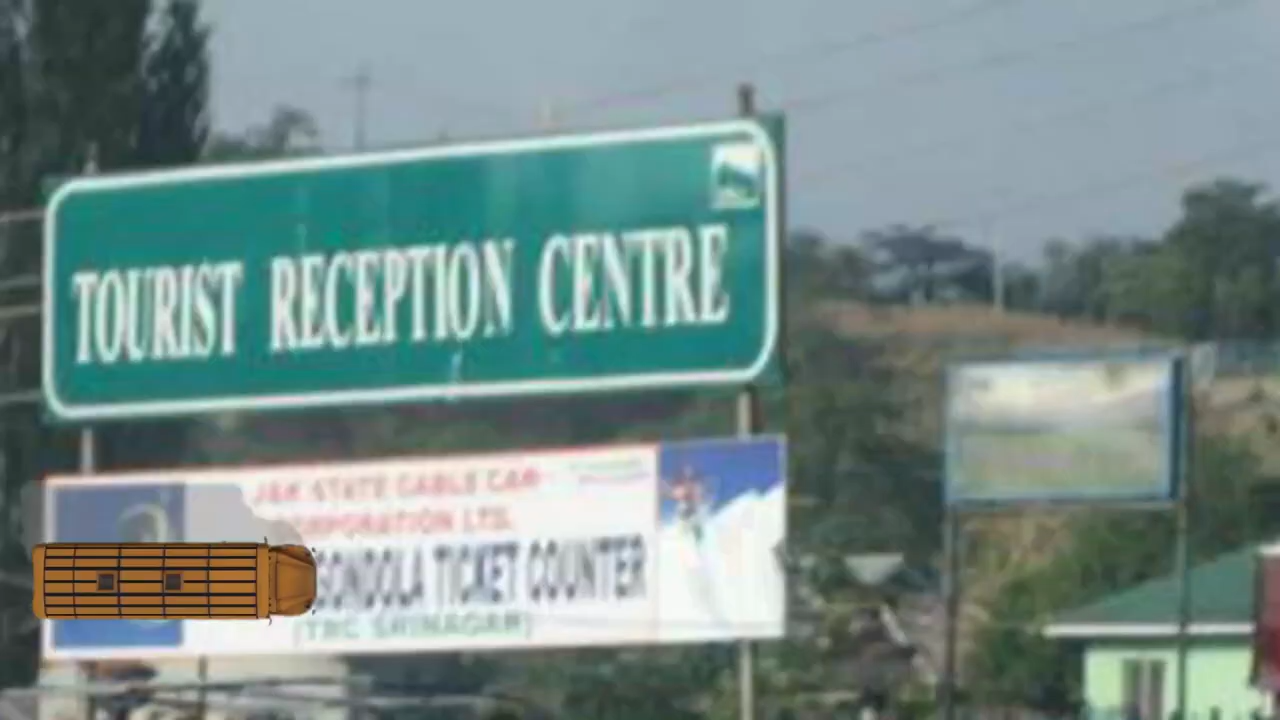 TOURIST RECEPTION CENTRE
J&K STATE CABLE CAR
CORPORATION LTD.
GONDOLA TICKET COUNTER
(TRC SRINAGAR)